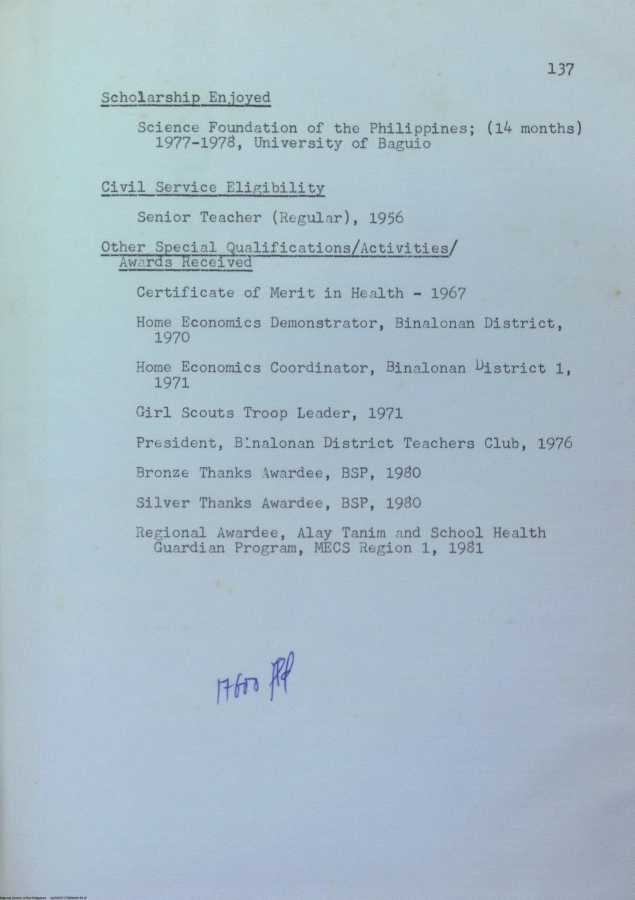 137
Scholarship Enjoyed
Science Foundation of the Philippines; (14 months)
1977-1978, University of Baguio
Civil Service Eligibility
Senior Teacher (Regular), 1956
Other Special Qualifications/Activities/
Awards Received
Certificate of Merit in Health - 1967
Home Economics Demonstrator, Binalonan District,
1970
Home Economics Coordinator, Binalonan District 1,
1971
Girl Scouts Troop Leader, 1971
President, Binalonan District Teachers Club, 1976
Bronze Thanks Awardee, BSP, 1980
Silver Thanks Awardee, BSP, 1980
Regional Awardee, Alay Tanim and School Health
Guardian Program, MECS Region 1, 1981